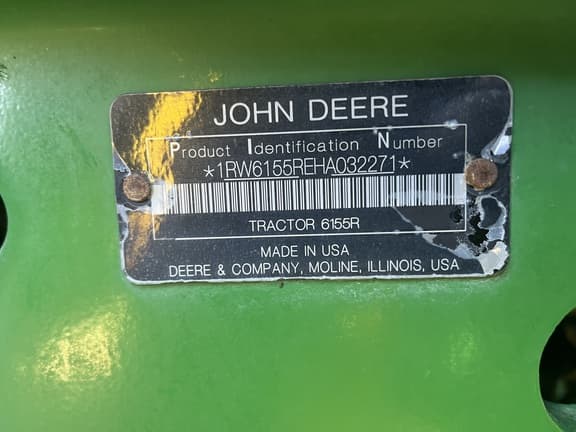 JOHN DEERE
Product Identification Number
*1RW6155REHA032271*
TRACTOR 6155R
MADE IN USA
DEERE & COMPANY, MOLINE, ILLINOIS, USA